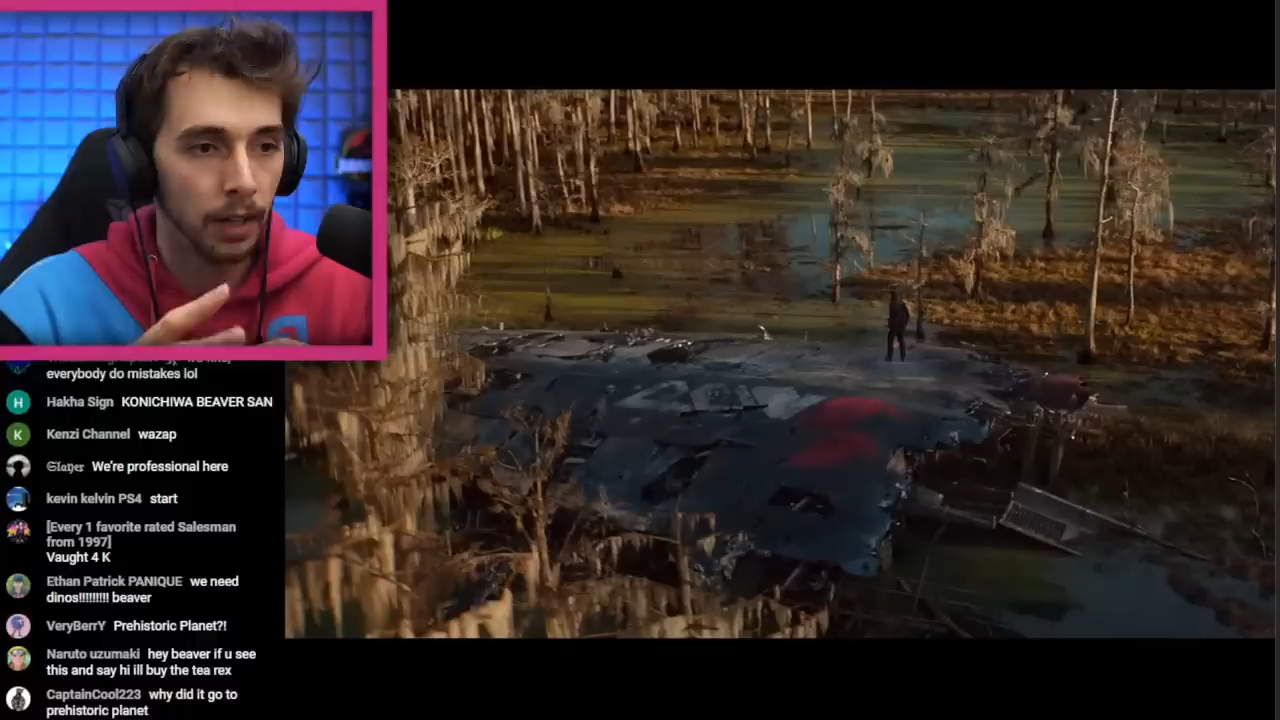 everybody do mistakes lol
H Hakha Sign KONICHIWA BEAVER SAN
K Kenzi Channel wazap
𝔖𝔩𝔞𝔶𝔢𝔯 We're professional here
kevin kelvin PS4 start
[Every 1 favorite rated Salesman
from 1997]
Vaught 4 K
Ethan Patrick PANIQUE we need
dinos!!!!!!!!! beaver
VeryBerrY Prehistoric Planet?!
Naruto uzumaki hey beaver if u see
this and say hi ill buy the tea rex
CaptainCool223 why did it go to
prehistoric planet